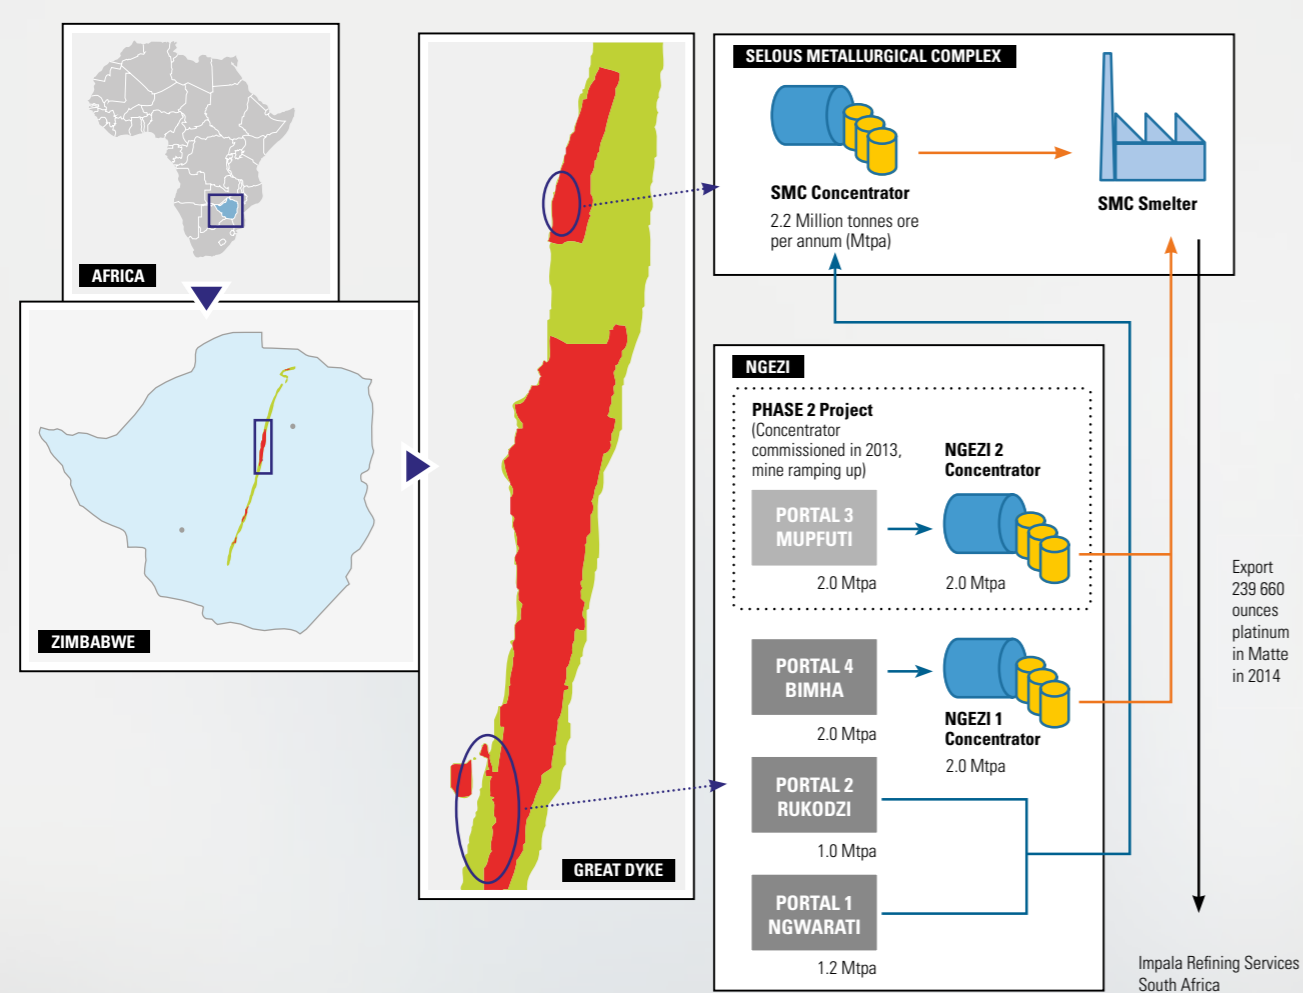 AFRICA
ZIMBABWE
GREAT DYKE
SELOUS METALLURGICAL COMPLEX
SMC Concentrator
2.2 Million tonnes ore
per annum (Mtpa)
SMC Smelter
NGEZI
PHASE 2 Project
(Concentrator
commissioned in 2013,
mine ramping up)
NGEZI 2
Concentrator
PORTAL 3
MUPFUTI
2.0 Mtpa
2.0 Mtpa
PORTAL 4
BIMHA
2.0 Mtpa
NGEZI 1
Concentrator
2.0 Mtpa
PORTAL 2
RUKODZI
1.0 Mtpa
PORTAL 1
NGWARATI
1.2 Mtpa
Export
239 660
ounces
platinum
in Matte
in 2014
Impala Refining Services
South Africa